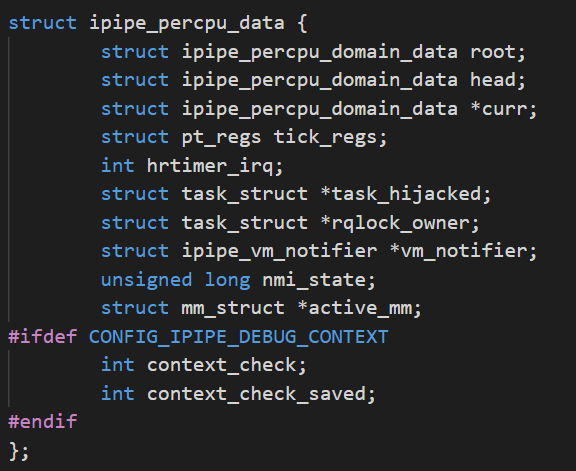 struct ipipe_percpu_data {
        struct ipipe_percpu_domain_data root;
        struct ipipe_percpu_domain_data head;
        struct ipipe_percpu_domain_data *curr;
        struct pt_regs tick_regs;
        int hrtimer_irq;
        struct task_struct *task_hijacked;
        struct task_struct *rqlock_owner;
        struct ipipe_vm_notifier *vm_notifier;
        unsigned long nmi_state;
        struct mm_struct *active_mm;
#ifdef CONFIG_IPIPE_DEBUG_CONTEXT
        int context_check;
        int context_check_saved;
#endif
};